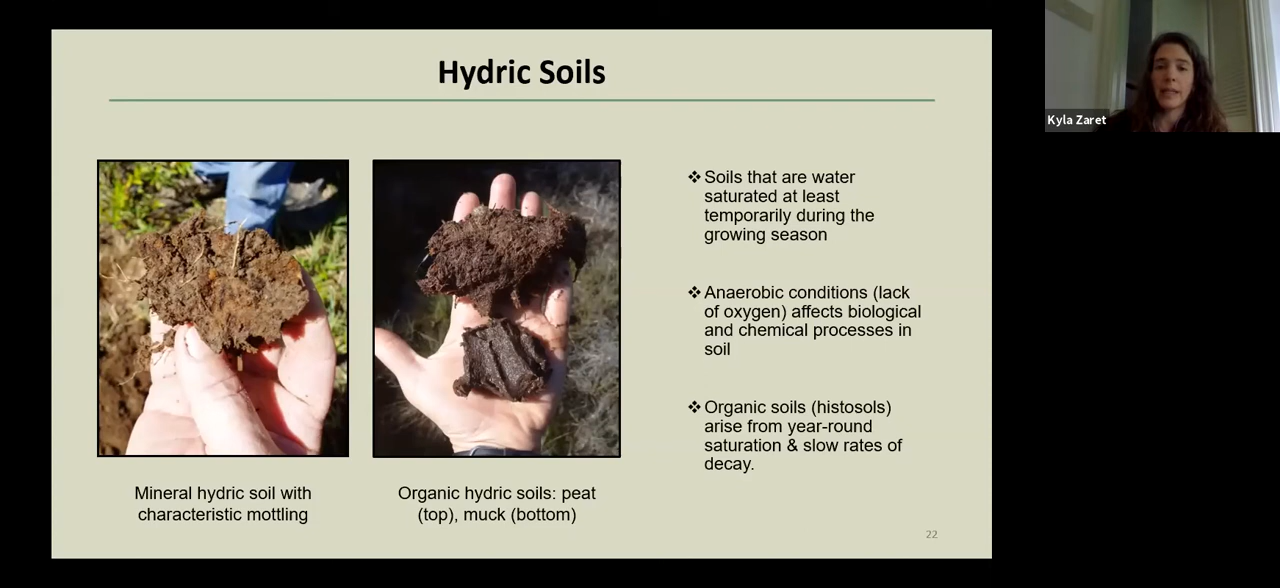 Hydric Soils
Kyla Zaret
❖Soils that are water
saturated at least
temporarily during the
growing season
❖Anaerobic conditions (lack
of oxygen) affects biological
and chemical processes in
soil
❖Organic soils (histosols)
arise from year-round
saturation & slow rates of
decay.
Mineral hydric soil with
characteristic mottling
Organic hydric soils: peat
(top), muck (bottom)
22